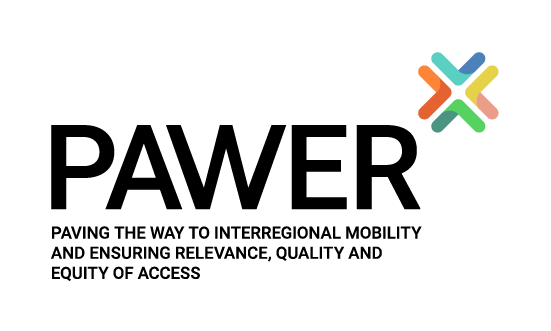 PAWER
PAVING THE WAY TO INTERREGIONAL MOBILITY
AND ENSURING RELEVANCE, QUALITY AND
EQUITY OF ACCESS